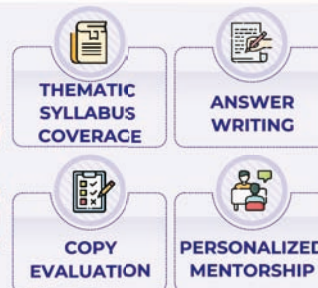 THEMATIC
SYLLABUS
COVERAGE
ANSWER
WRITING
COPY
EVALUATION
PERSONALIZED
MENTORSHIP